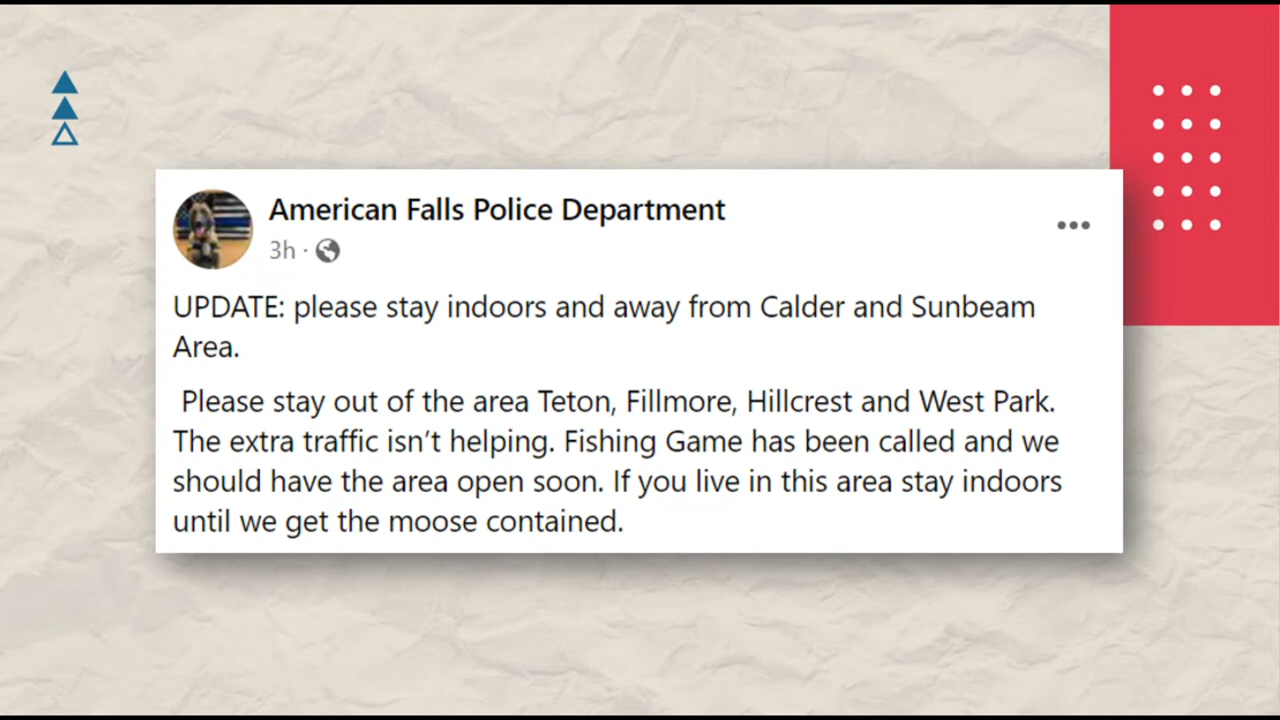 American Falls Police Department
3h ·
UPDATE: please stay indoors and away from Calder and Sunbeam
Area.
Please stay out of the area Teton, Fillmore, Hillcrest and West Park.
The extra traffic isn’t helping. Fishing Game has been called and we
should have the area open soon. If you live in this area stay indoors
until we get the moose contained.